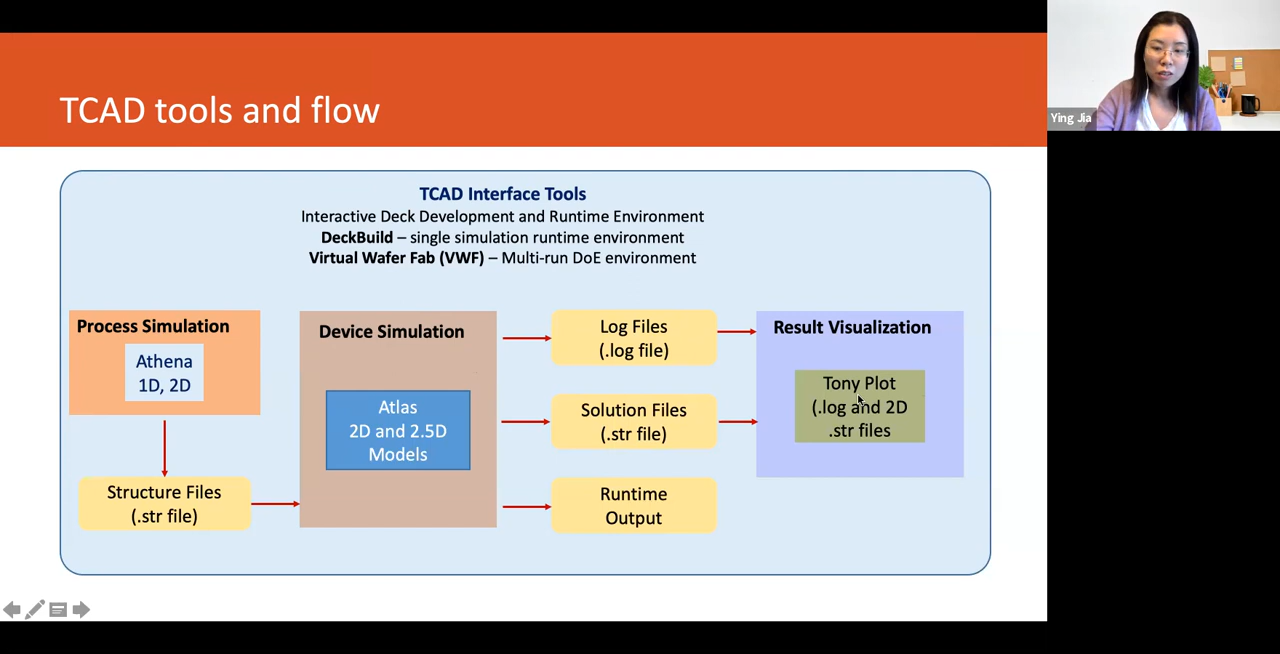 TCAD tools and flow
Ying Jia
TCAD Interface Tools
Interactive Deck Development and Runtime Environment
DeckBuild – single simulation runtime environment
Virtual Wafer Fab (VWF) – Multi-run DoE environment
Process Simulation
Athena
1D, 2D
Structure Files
(.str file)
Device Simulation
Atlas
2D and 2.5D
Models
Log Files
(.log file)
Solution Files
(.str file)
Runtime
Output
Result Visualization
Tony Plot
(.log and 2D
.str files